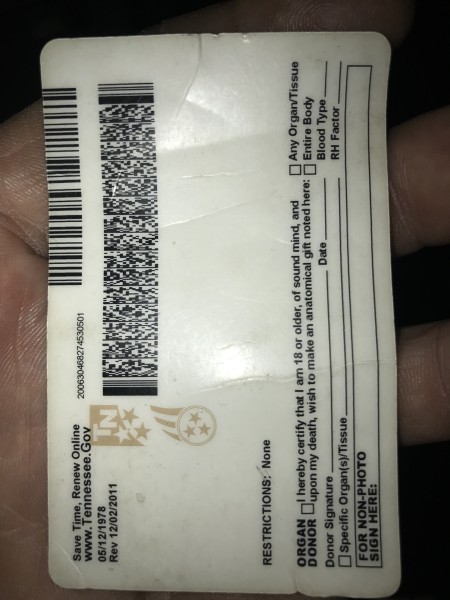 Save Time, Renew Online
www.Tennessee.Gov
05/12/1978
Rev 12/02/2011
200630468274530501
TN
RESTRICTIONS: None
ORGAN DONOR I hereby certify that I am 18 or older, of sound mind, and
upon my death, wish to make an anatomical gift noted here:
Any Organ/Tissue
Entire Body
Donor Signature Date Blood Type
Specific Organ(s)/Tissue RH Factor
FOR NON-PHOTO
SIGN HERE: